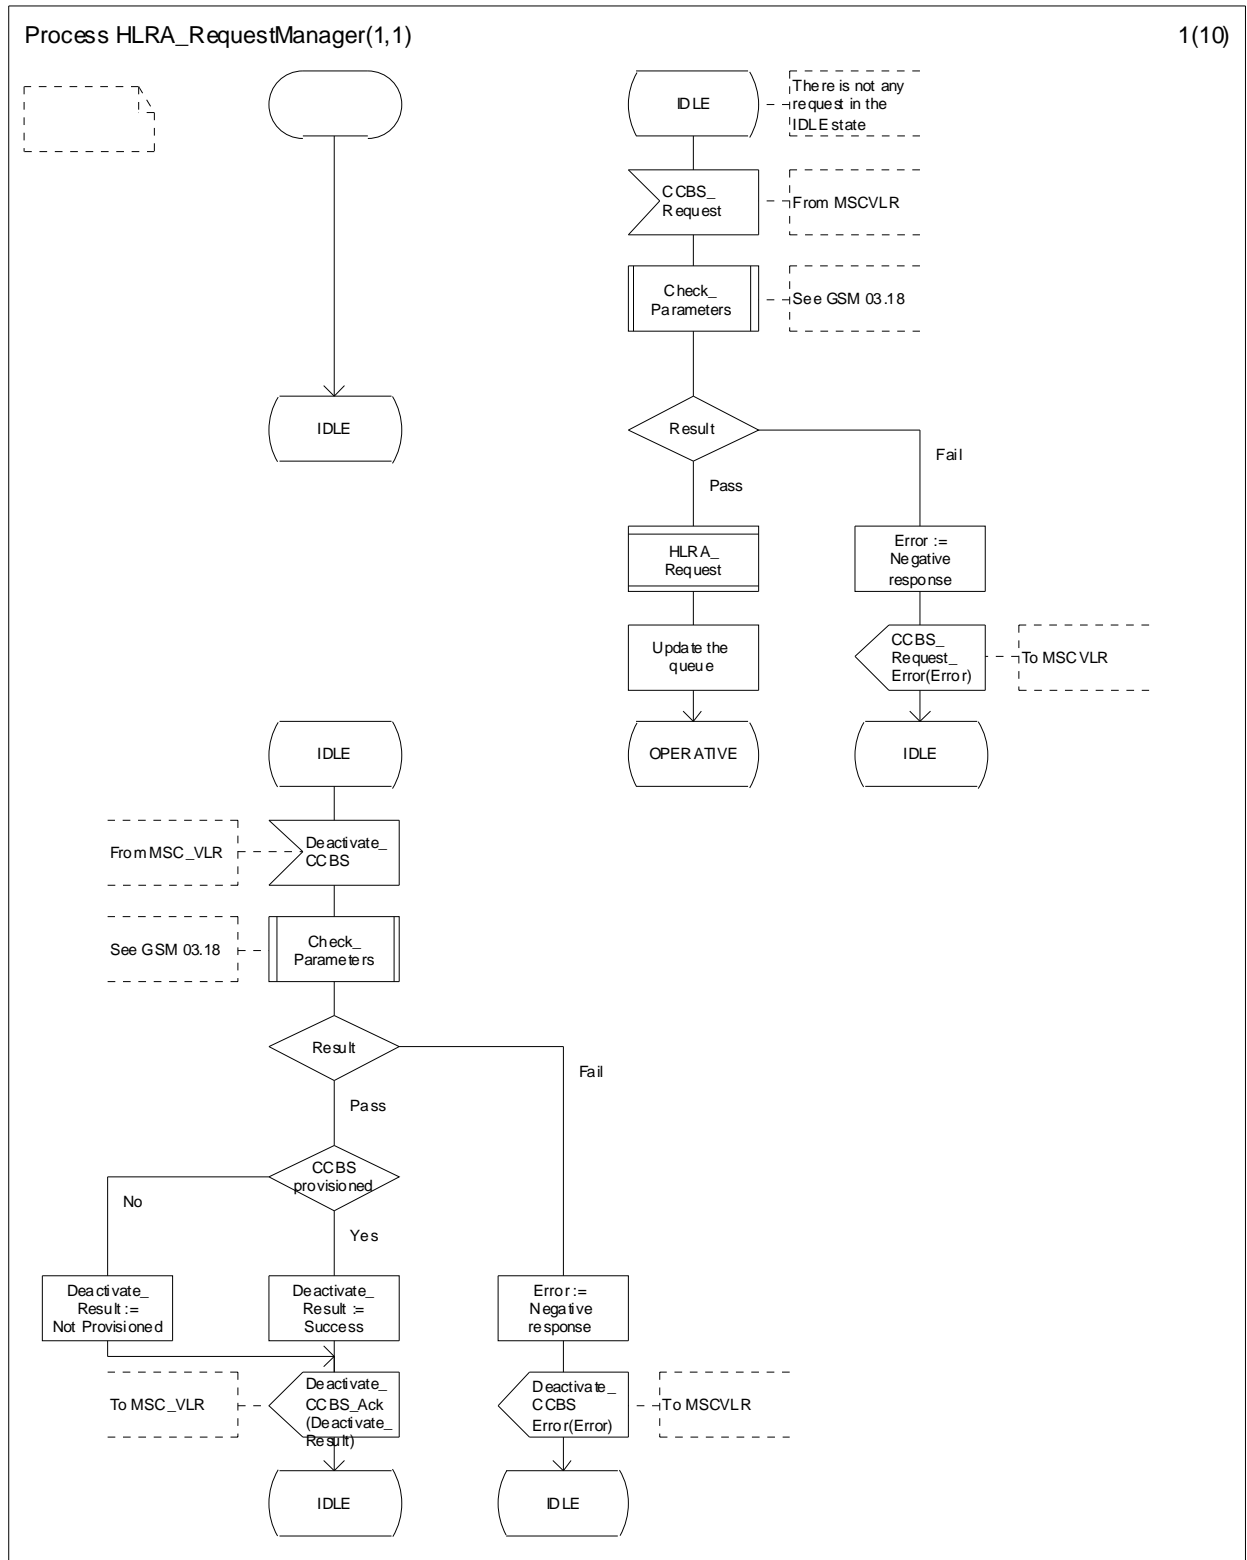 Process HLRA_RequestManager(1,1)
1(10)
IDLE
IDLE
There is not any
request in the
IDLE state
CCBS_
Request
From MSCVLR
Check_
Parameters
See GSM 03.18
Result
Fail
Pass
HLRA_
Request
Error :=
Negative
response
Update the
queue
CCBS_
Request_
Error(Error)
To MSCVLR
OPERATIVE
IDLE
IDLE
From MSC_VLR
Deactivate_
CCBS
See GSM 03.18
Check_
Parameters
Result
Fail
Pass
CCBS
provisioned
No
Yes
Deactivate_
Result :=
Not Provisioned
Deactivate_
Result :=
Success
Error :=
Negative
response
To MSC_VLR
Deactivate_
CCBS_Ack
(Deactivate_
Result)
Deactivate_
CCBS
Error(Error)
To MSCVLR
IDLE
IDLE